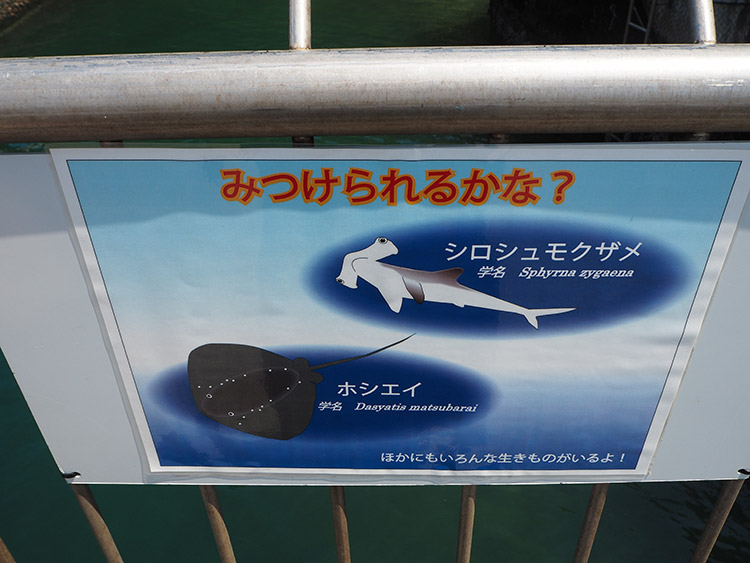 みつけられるかな？
シロシュモクザメ
学名 Sphyrna zygaena
ホシエイ
学名 Dasyatis matsubarai
ほかにもいろんな生きものがいるよ！